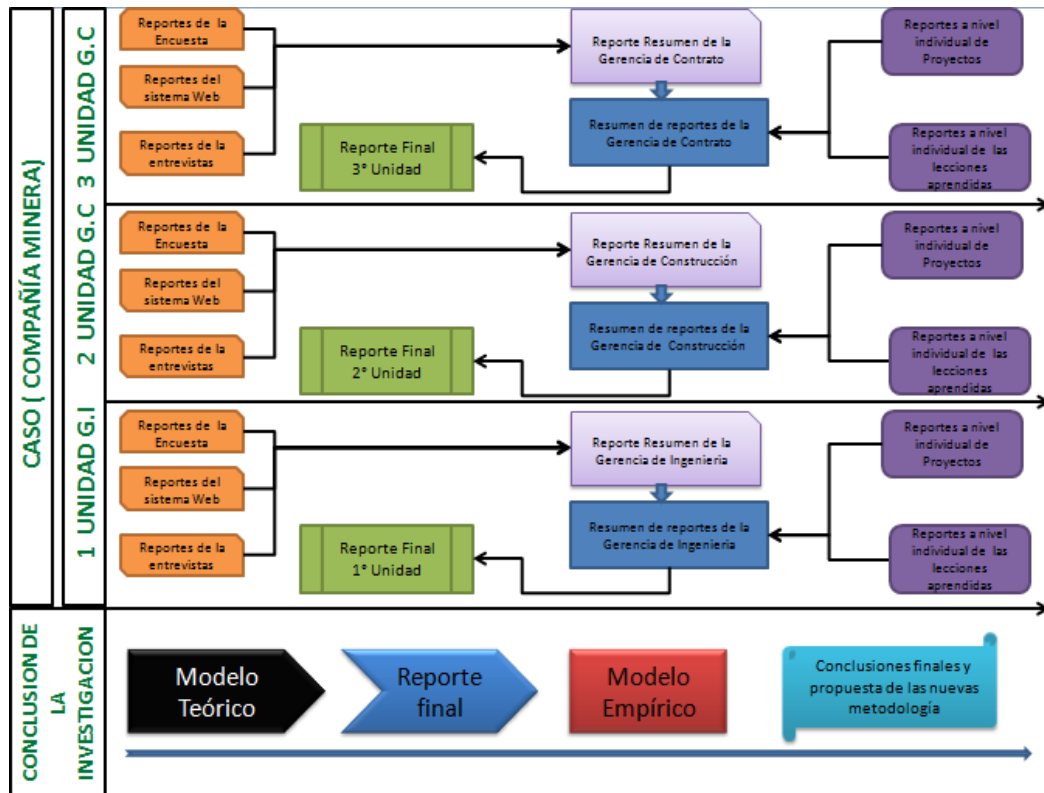 CASO ( COMPAÑÍA MINERA)
3 UNIDAD G.C
Reportes de la
Encuesta
Reportes del
sistema Web
Reportes de la
entrevistas
Reporte Final
3° Unidad
Reporte Resumen de la
Gerencia de Contrato
Resumen de reportes de la
Gerencia de Contrato
Reportes a nivel
individual de
Proyectos
Reportes a nivel
individual de las
lecciones
aprendidas
2 UNIDAD G.C
Reportes de la
Encuesta
Reportes del
sistema Web
Reportes de la
entrevistas
Reporte Final
2° Unidad
Reporte Resumen de la
Gerencia de Construcción
Resumen de reportes de la
Gerencia de Construcción
Reportes a nivel
individual de
Proyectos
Reportes a nivel
individual de las
lecciones
aprendidas
1 UNIDAD G.I
Reportes de la
Encuesta
Reportes del
sistema Web
Reportes de la
entrevistas
Reporte Final
1° Unidad
Reporte Resumen de la
Gerencia de Ingenieria
Resumen de reportes de la
Gerencia de Ingenieria
Reportes a nivel
individual de
Proyectos
Reportes a nivel
individual de las
lecciones
aprendidas
CONCLUSION DE
LA
INVESTIGACION
Modelo
Teórico
Reporte
final
Modelo
Empírico
Conclusiones finales y
propuesta de las nuevas
metodología